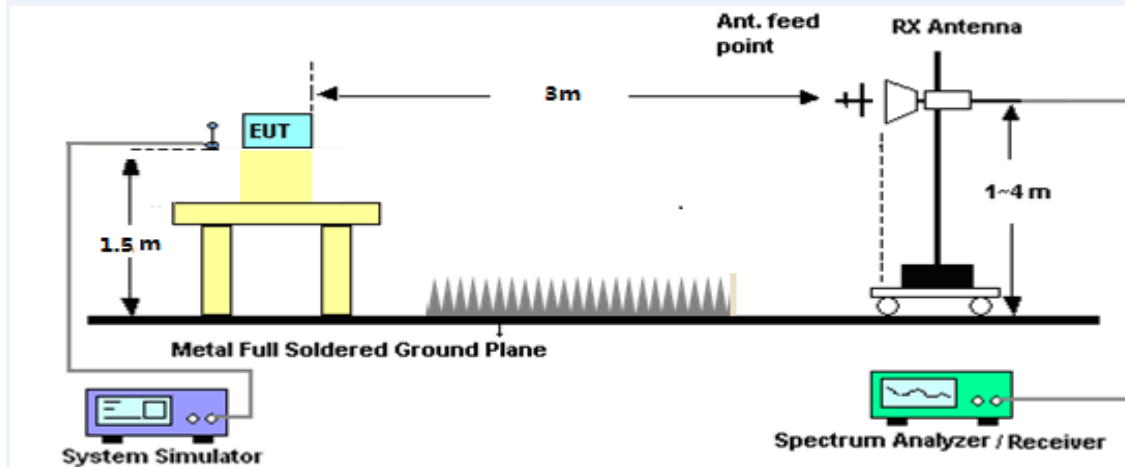 Ant. feed
point
RX Antenna
3m
EUT
1.5 m
1~4 m
Metal Full Soldered Ground Plane
System Simulator
Spectrum Analyzer / Receiver